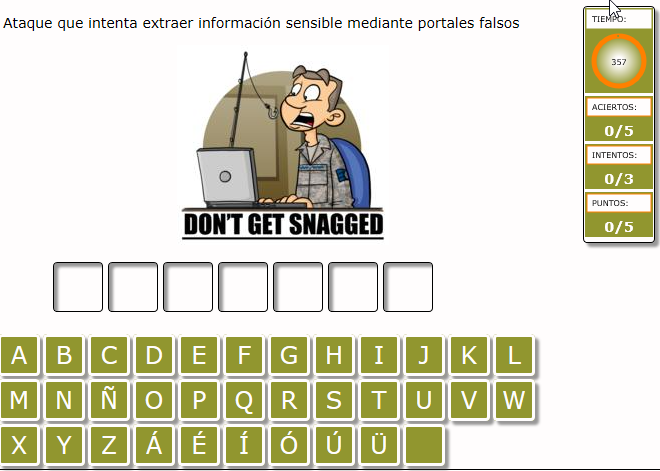 Ataque que intenta extraer información sensible mediante portales falsos
TIEMPO:
357
ACIERTOS:
0/5
INTENTOS:
0/3
PUNTOS:
0/5
DON'T GET SNAGGED
A B C D E F G H I J K L
M N Ñ O P Q R S T U V W
X Y Z Á É Í Ó Ú Ü